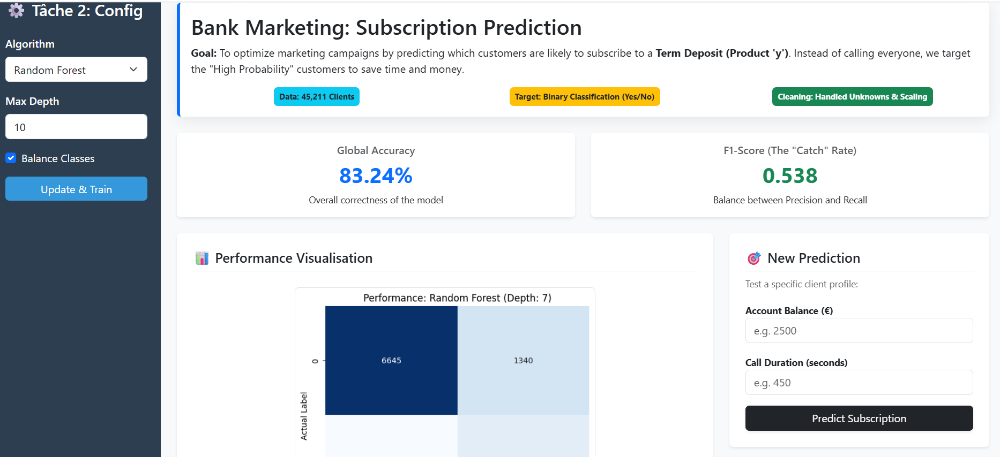 Tâche 2: Config
Algorithm
Random Forest
Max Depth
10
Balance Classes
Update & Train
Bank Marketing: Subscription Prediction
Goal: To optimize marketing campaigns by predicting which customers are likely to subscribe to a Term Deposit (Product 'y'). Instead of calling everyone, we target
the "High Probability" customers to save time and money.
Data: 45,211 Clients
Target: Binary Classification (Yes/No)
Cleaning: Handled Unknowns & Scaling
Global Accuracy
83.24%
Overall correctness of the model
F1-Score (The "Catch" Rate)
0.538
Balance between Precision and Recall
Performance Visualisation
Performance: Random Forest (Depth: 7)
6645
1340
0
Actual Label
New Prediction
Test a specific client profile:
Account Balance (€)
e.g. 2500
Call Duration (seconds)
e.g. 450
Predict Subscription